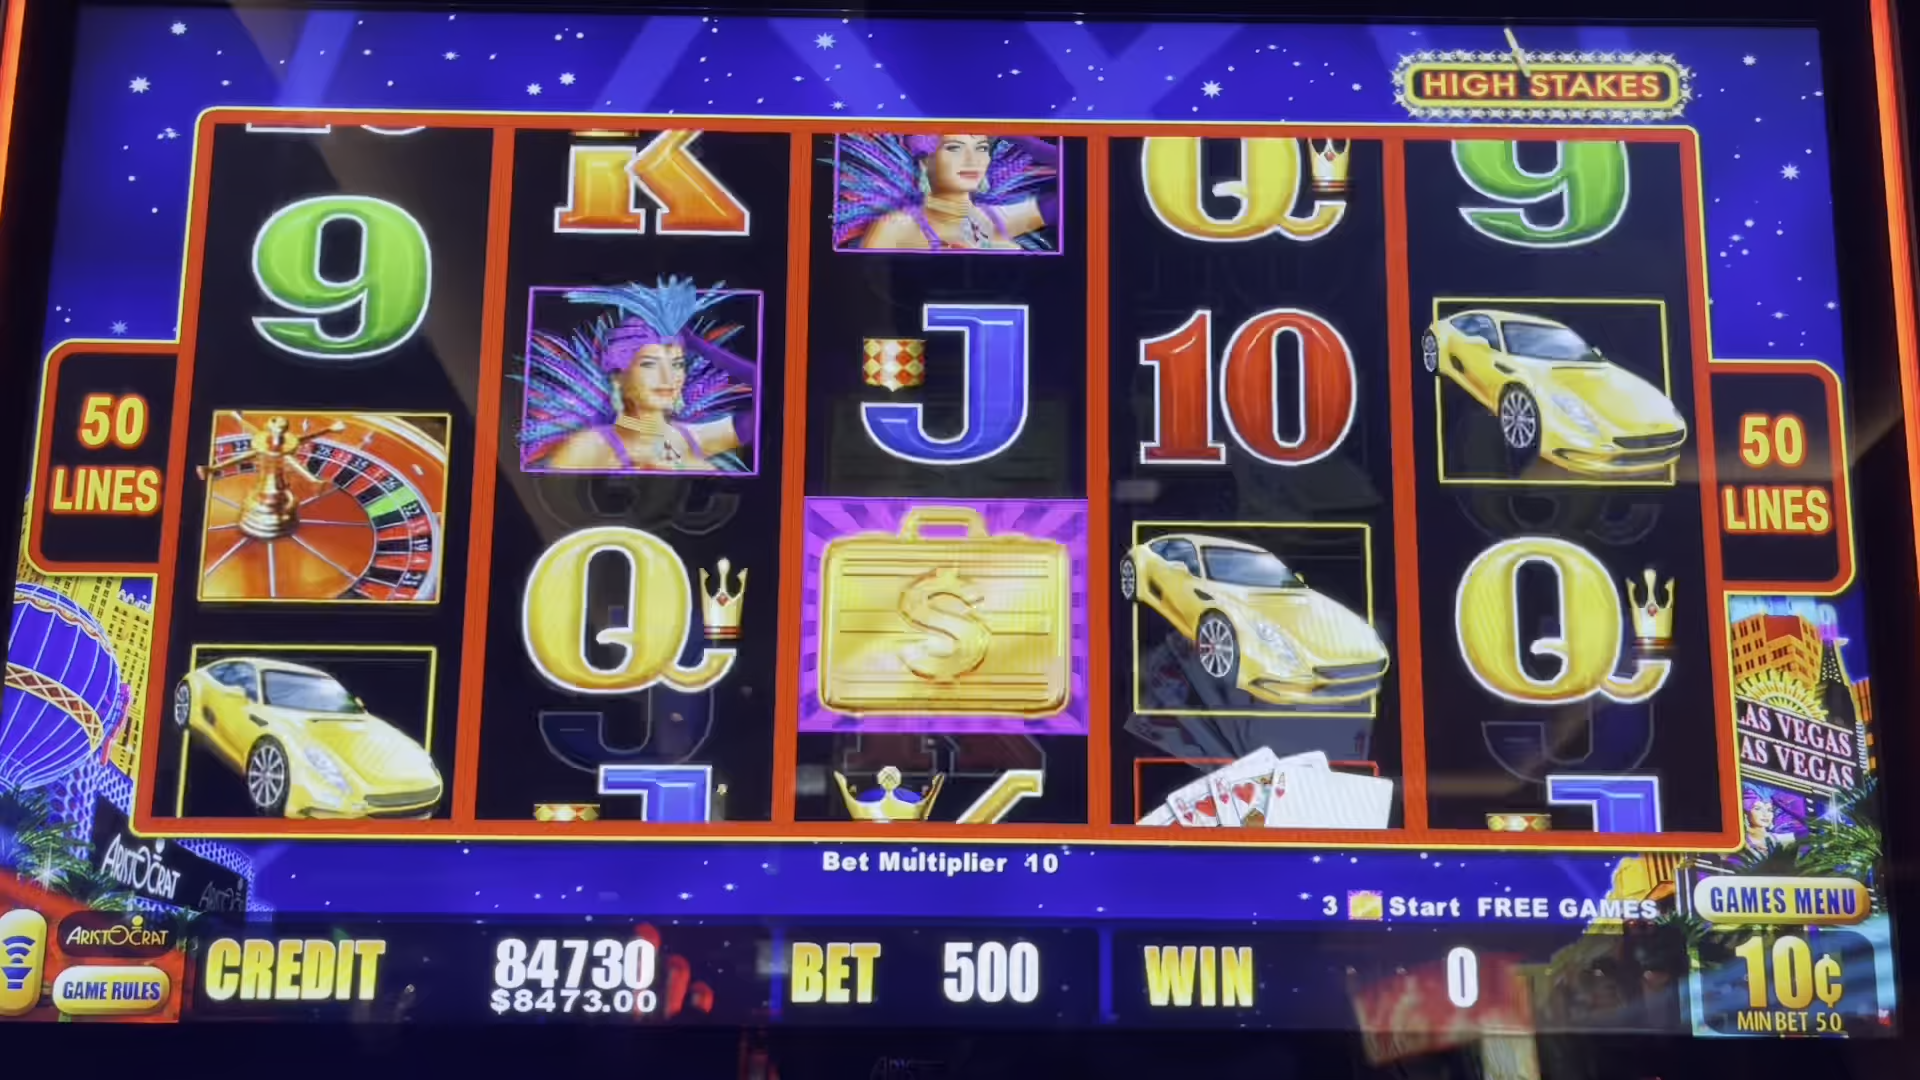 HIGH STAKES
K
Q
9
9
J
10
50
LINES
50
LINES
Q
Q
LAS VEGAS
LAS VEGAS
J
K
J
ARISTOCRAT
Bet Multiplier 10
3 Start FREE GAMES
GAMES MENU
ARISTOCRAT
GAME RULES
CREDIT 84730
$8473.00
BET 500
WIN 0
10¢
MIN BET 50